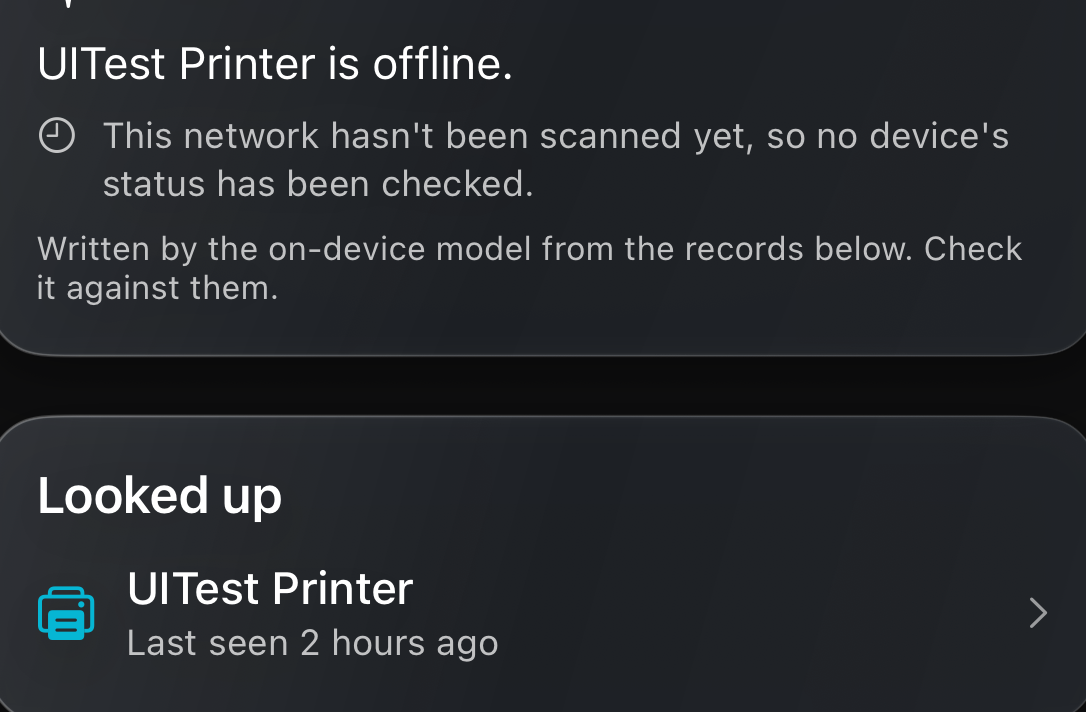 UITest Printer is offline.
This network hasn't been scanned yet, so no device's
status has been checked.
Written by the on-device model from the records below. Check
it against them.
Looked up
UITest Printer
Last seen 2 hours ago